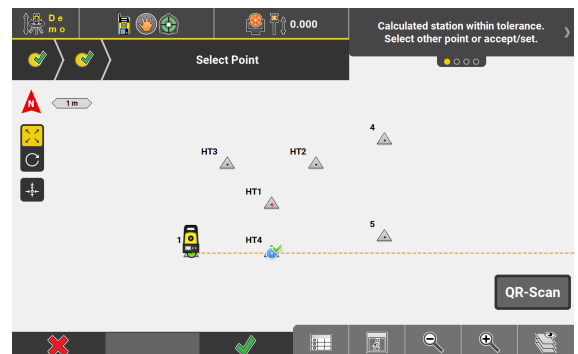 De
mo
0.000
Calculated station within tolerance.
Select other point or accept/set.
Select Point
N
1 m
4
HT3
HT2
HT1
5
1
HT4
QR-Scan